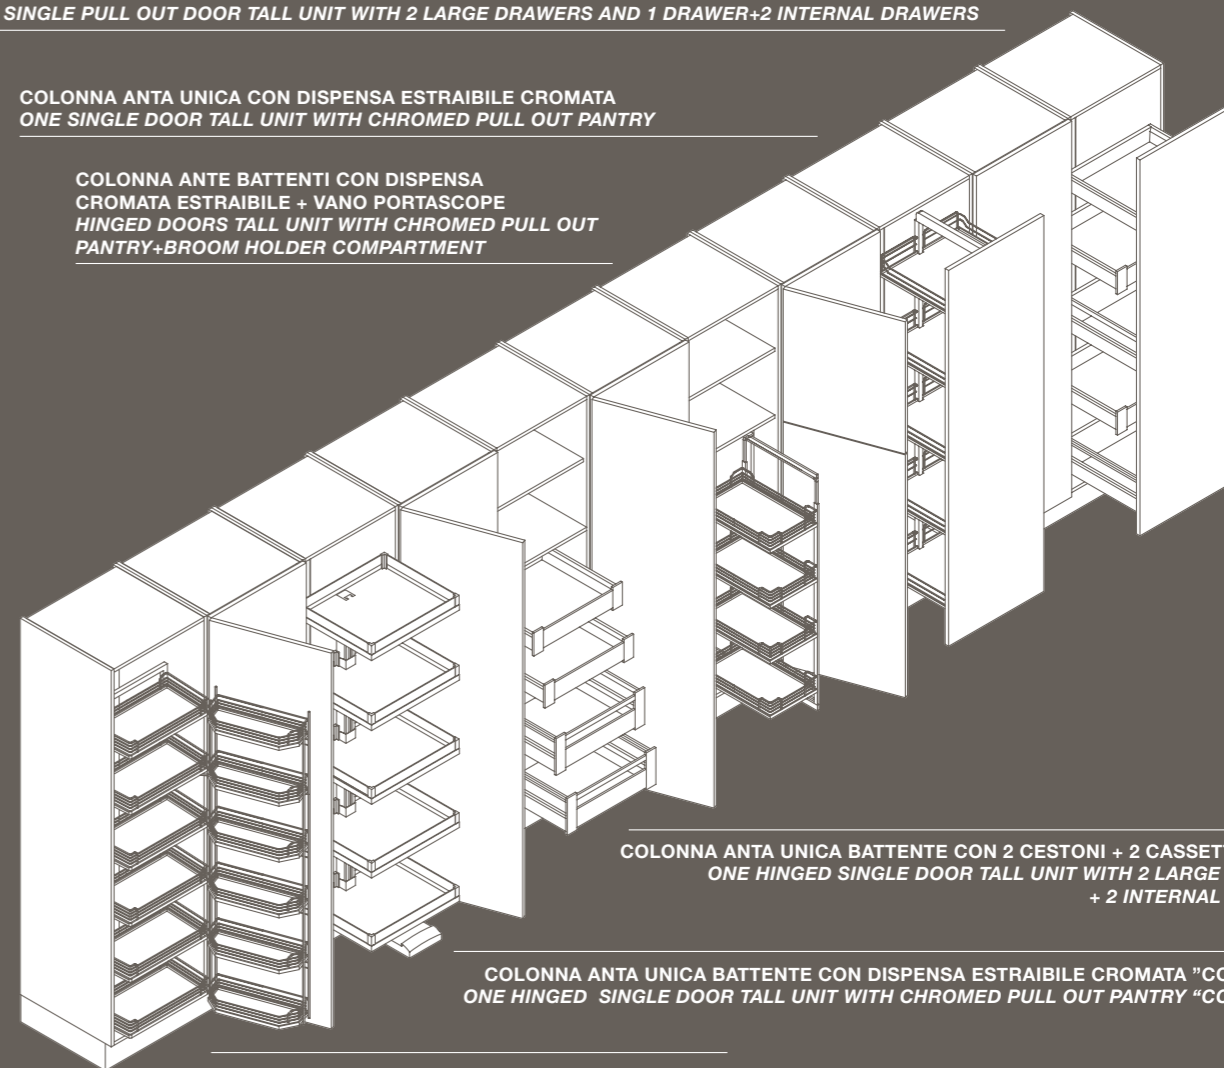 SINGLE PULL OUT DOOR TALL UNIT WITH 2 LARGE DRAWERS AND 1 DRAWER+2 INTERNAL DRAWERS
COLONNA ANTA UNICA CON DISPENSA ESTRAIBILE CROMATA
ONE SINGLE DOOR TALL UNIT WITH CHROMED PULL OUT PANTRY
COLONNA ANTE BATTENTI CON DISPENSA
CROMATA ESTRAIBILE + VANO PORTASCOPE
HINGED DOORS TALL UNIT WITH CHROMED PULL OUT
PANTRY+BROOM HOLDER COMPARTMENT
COLONNA ANTA UNICA BATTENTE CON 2 CESTONI + 2
ONE HINGED SINGLE DOOR TALL UNIT WITH 2 LARGE
+ 2 INTERNAL
COLONNA ANTA UNICA BATTENTE CON DISPENSA ESTRAIBILE CROMATA
ONE HINGED SINGLE DOOR TALL UNIT WITH CHROMED PULL OUT PANTRY